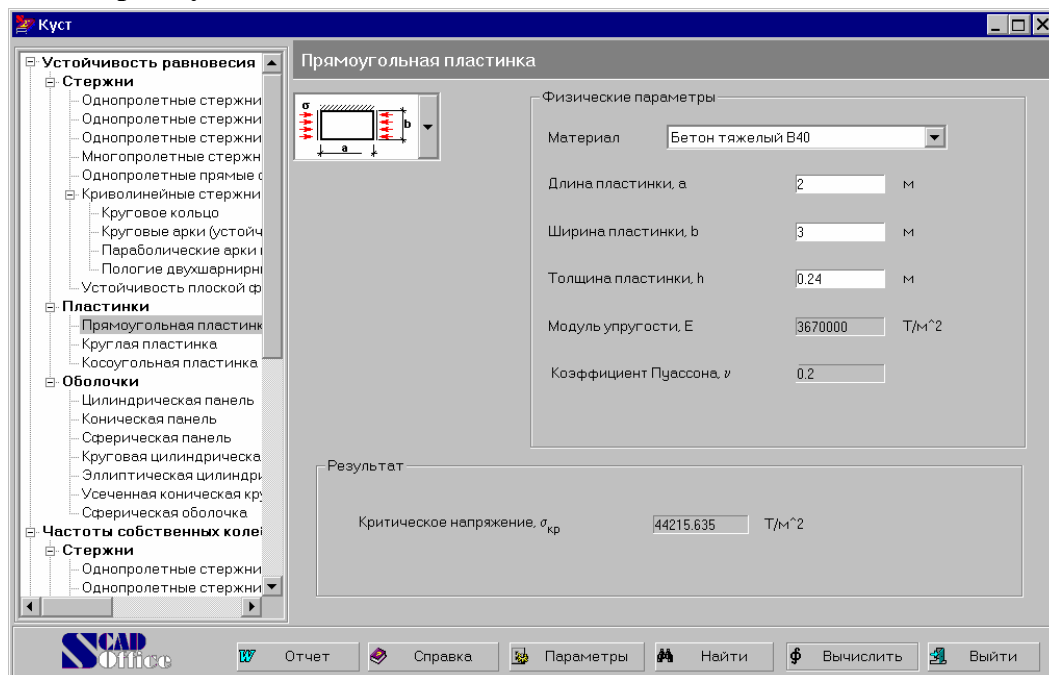 Куст
Устойчивость равновесия
Стержни
Однопролетные стержни
Однопролетные стержни
Однопролетные стержни
Многопролетные стержн
Однопролетные прямые с
Криволинейные стержни
Круговое кольцо
Круговые арки (устойч
Параболические арки
Пологие двухшарнирн
Устойчивость плоской ф
Пластинки
Прямоугольная пластинк
Круглая пластинка
Косоугольная пластинка
Оболочки
Цилиндрическая панель
Коническая панель
Сферическая панель
Круговая цилиндрическа
Эллиптическая цилиндри
Усеченная коническая кру
Сферическая оболочка
Частоты собственных колеб
Стержни
Однопролетные стержни
Однопролетные стержни
Прямоугольная пластинка
σ
b
a
Физические параметры
Материал Бетон тяжелый B40
Длина пластинки, a 2 м
Ширина пластинки, b 3 м
Толщина пластинки, h 0.24 м
Модуль упругости, E 3670000 Т/м^2
Коэффициент Пуассона, ν 0.2
Результат
Критическое напряжение, σкр 44215.635 Т/м^2
SCAD Office
Отчет Справка Параметры Найти Вычислить Выйти